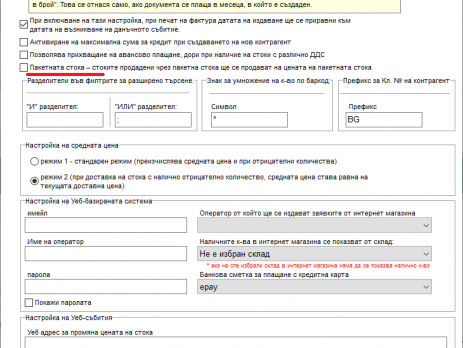 в брой". Това се отнася само, ако документа се плаща в месеца, в който е създаден.
При включване на тази настройка, при печат на фактура датата на издаване ще се приравни към
датата на възникване на данъчното събитие.
Активиране на максимална сума за кредит при създаването на нов контрагент
Позволява прихващане на авансово плащане, дори при налични на стоки с различно ДДС
Пакетната стока – стоките продадени чрез пакетна стока ще се продават на цената на пакетната стока
Разделители във филтрите за разширено търсене.
"И" разделител:
"ИЛИ" разделител:
;
Знак за умножение на к-во по баркод:
Символ
*
Префикс за Кл. № на контрагент
Префикс
BG
Настройка на средната цена
режим 1 - стандарен режим (преизчислява средната цена и при отрицателни количества)
режим 2 (при доставка на стока с налично отрицателно количество, средната цена става равна на
текущата доставна цена)
Настройка на Уеб-базираната система
имейл
Оператор от който ще се издават заявките от интернет магазина
Име на оператор
Наличните к-ва в интернет магазина се показват от склад:
Не е избран склад
* ако не сте избрали склад в интернет магазина няма да се показва налично к-во
парола
Банкова сметка за плащане с кредитна карта
epay
Покажи паролата
Настройка на Уеб-събития
Уеб адрес за промяна цената на стока